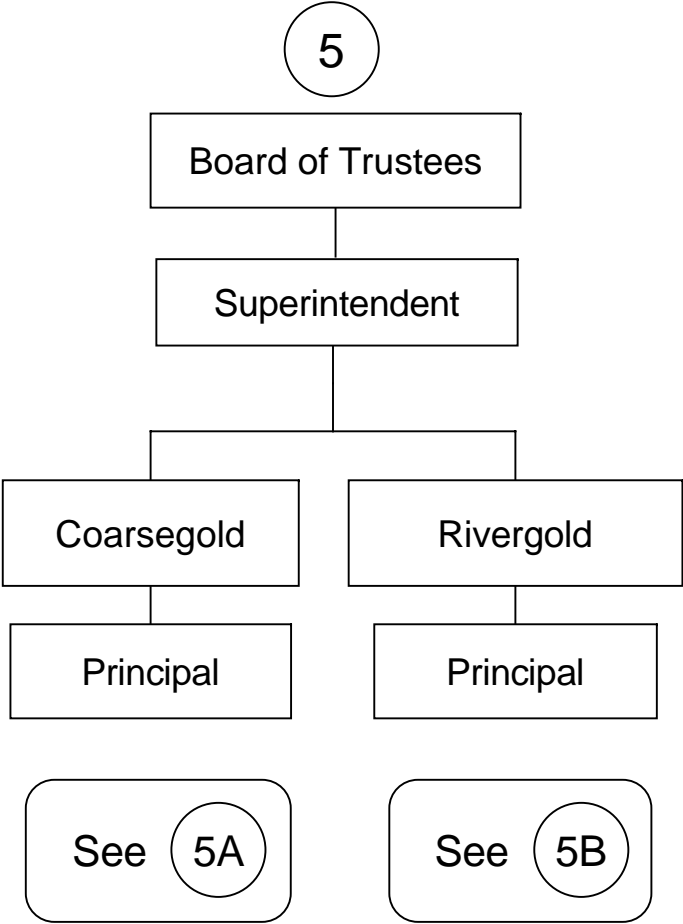 5
Board of Trustees
Superintendent
Coarsegold
Rivergold
Principal
Principal
See 5A
See 5B